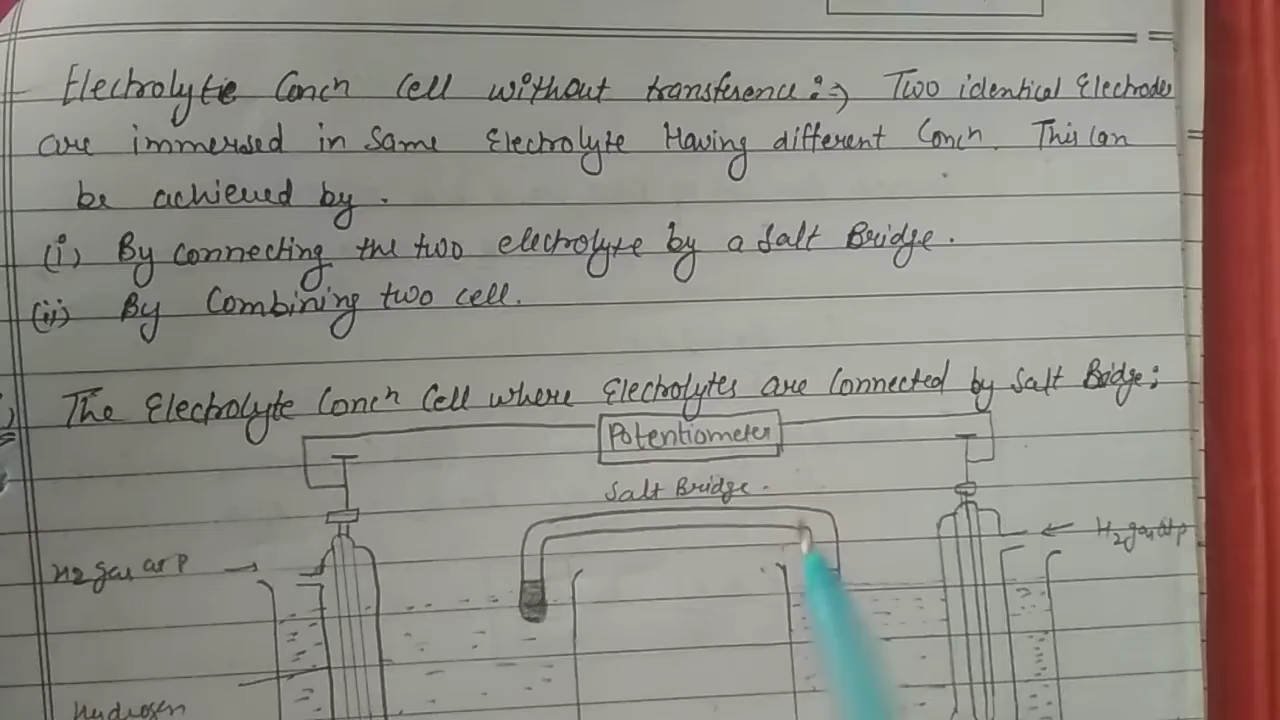 Electrolytic Concn Cell without transference :⇒ Two identical Electrodes
are immersed in Same Electrolyte Having different Concn. This can
be achieved by.
(i) By connecting the two electrolyte by a Salt Bridge.
(ii) By Combining two cell.
The Electrolyte Concn Cell where Electrolytes are Connected by Salt Bridge:
Potentiometer
Salt Bridge.
H2 gas at P →
← H2 gas at P
Hydrogen